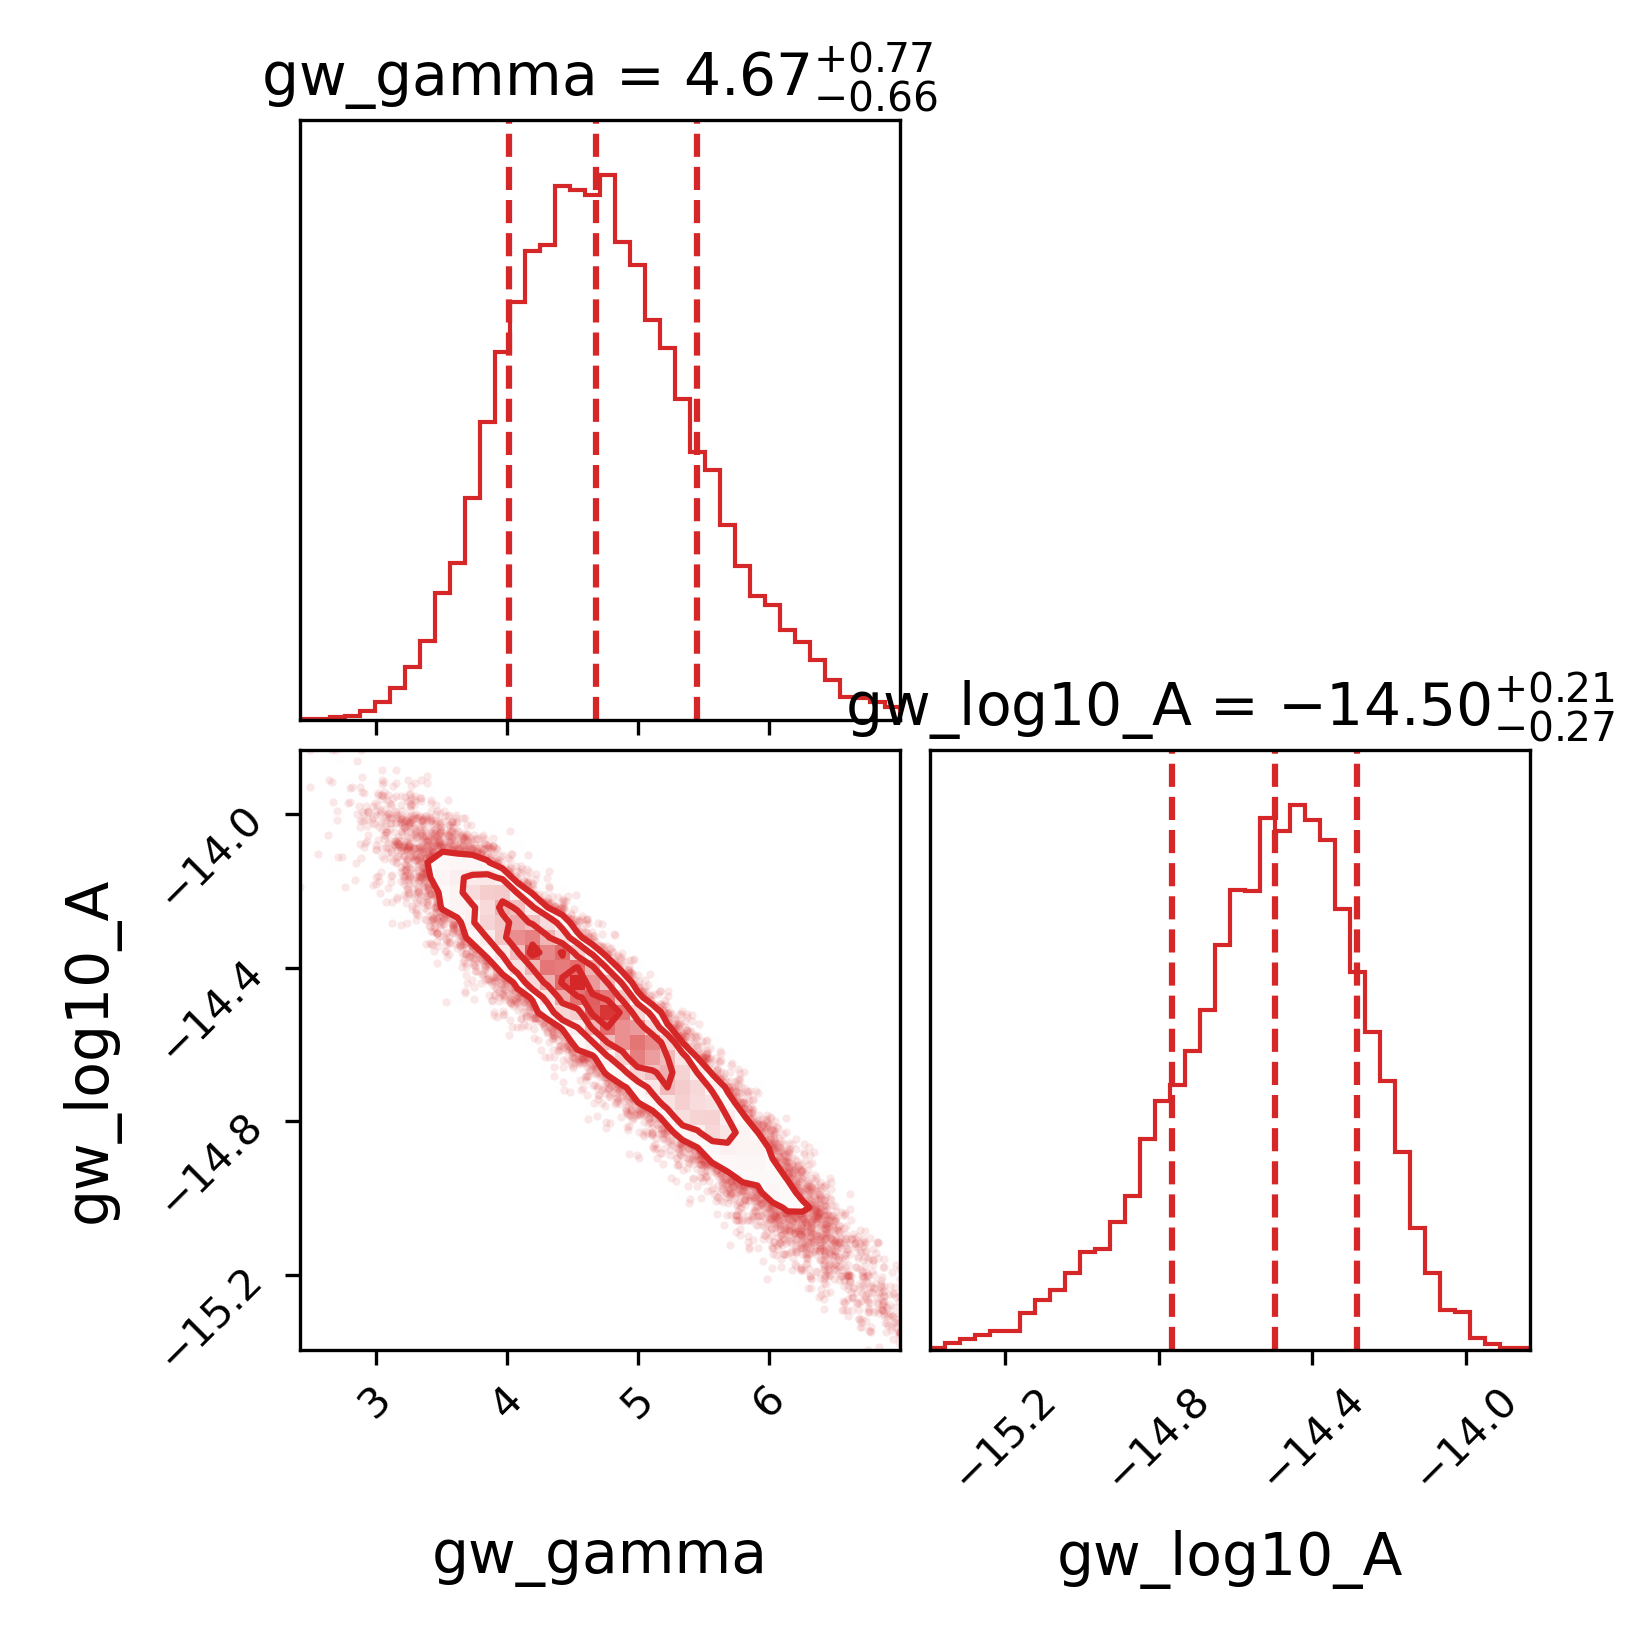 gw_gamma = 4.67 +0.77 −0.66
gw_log10_A = −14.50 +0.21 −0.27
gw_log10_A
−14.0
−14.4
−14.8
−15.2
3 4 5 6
−15.2 −14.8 −14.4 −14.0
gw_gamma gw_log10_A